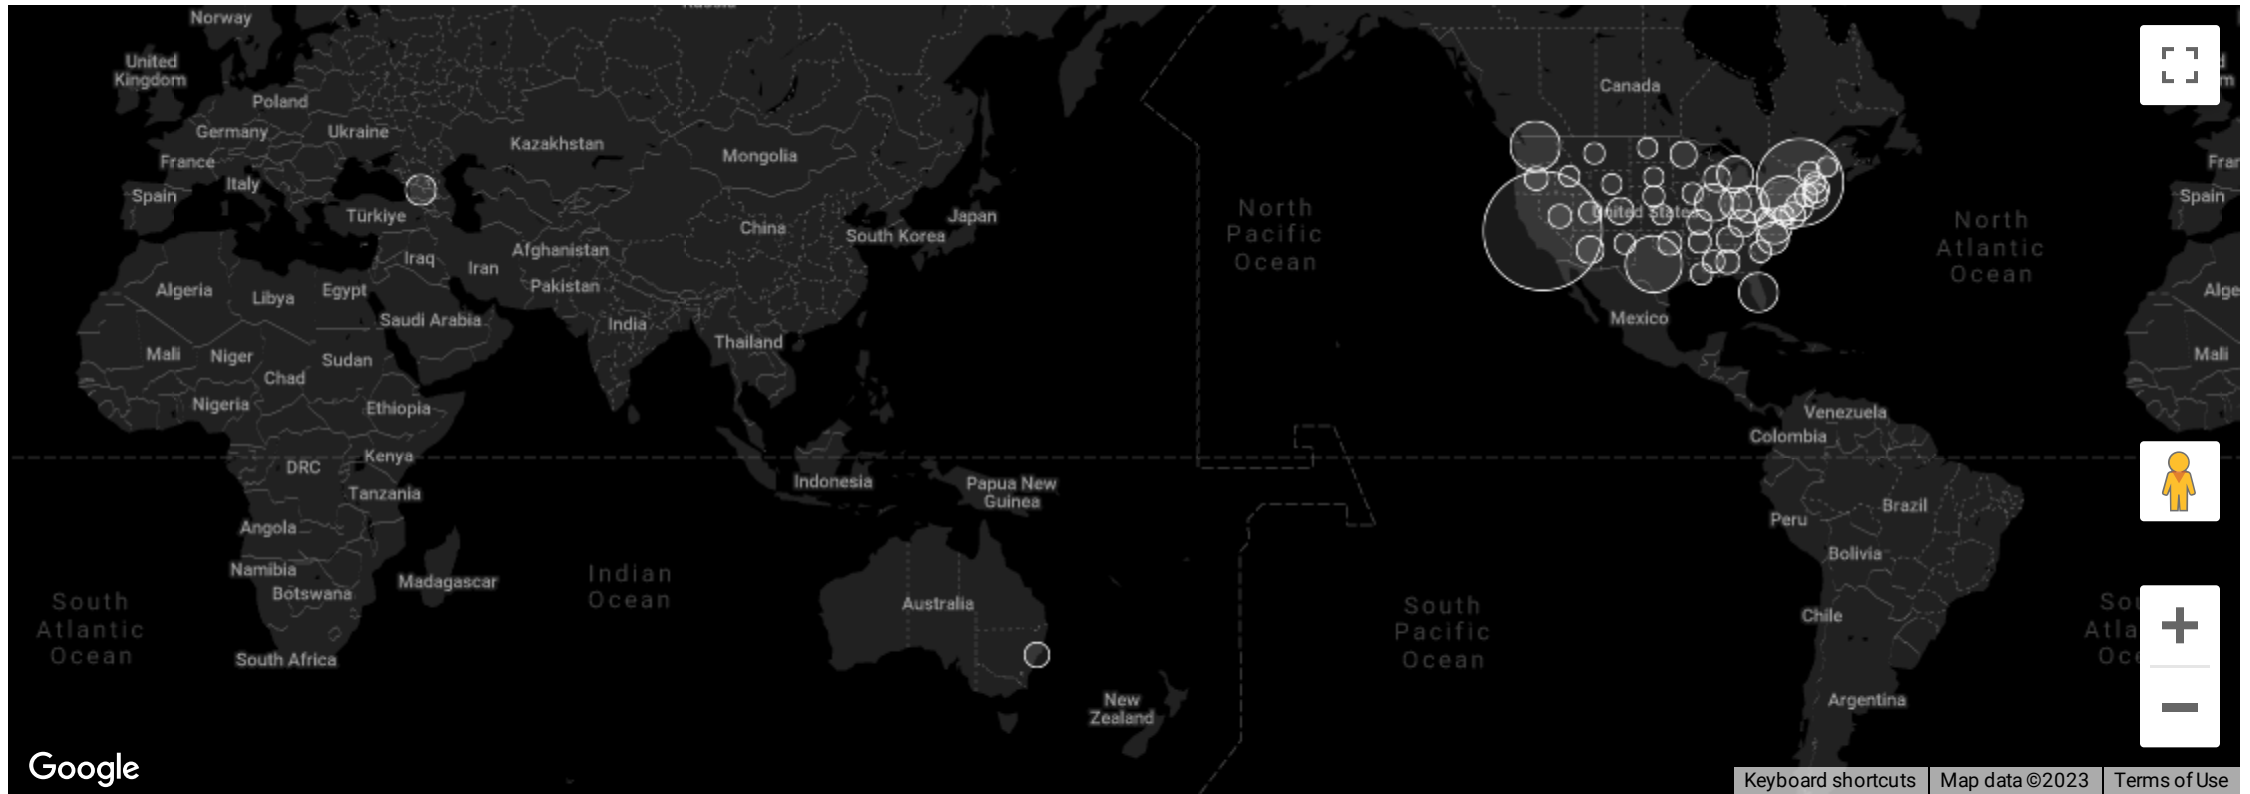 Norway
United
Kingdom
Poland
Germany
Ukraine
France
Spain
Italy
Türkiye
Kazakhstan
Mongolia
China
Japan
South Korea
Afghanistan
Iraq
Iran
Pakistan
Algeria
Libya
Egypt
Saudi Arabia
India
Thailand
Mali
Niger
Sudan
Chad
Nigeria
Ethiopia
DRC
Kenya
Tanzania
Angola
Namibia
Botswana
Madagascar
South Africa
South
Atlantic
Ocean
Indian
Ocean
Indonesia
Papua New
Guinea
Australia
New
Zealand
North
Pacific
Ocean
South
Pacific
Ocean
Canada
United States
Mexico
North
Atlantic
Ocean
Venezuela
Colombia
Brazil
Peru
Bolivia
Chile
Argentina
Spain
Mali
Google
Keyboard shortcuts
Map data ©2023
Terms of Use